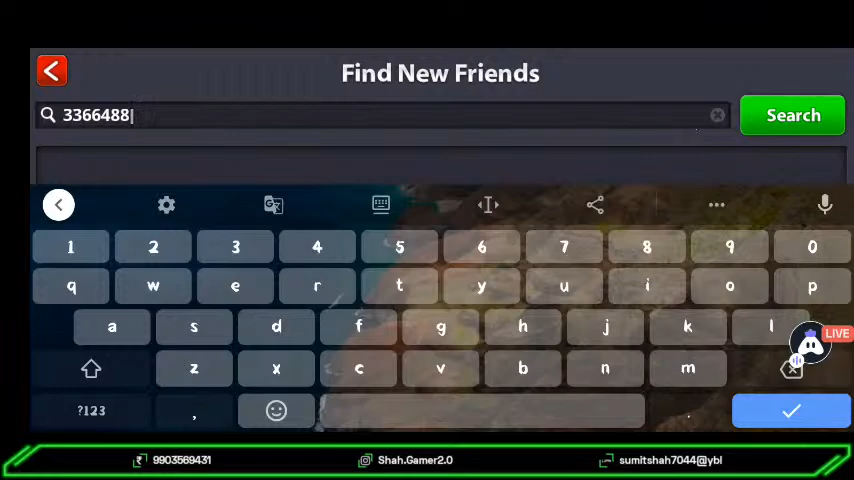 Find New Friends
3366488
Search
1 2 3 4 5 6 7 8 9 0
q w e r t y u i o p
a s d f g h j k l
LIVE
z x c v b n m
?123 , .
₹ 9903569431 Shah.Gamer2.0 sumitshah7044@ybl